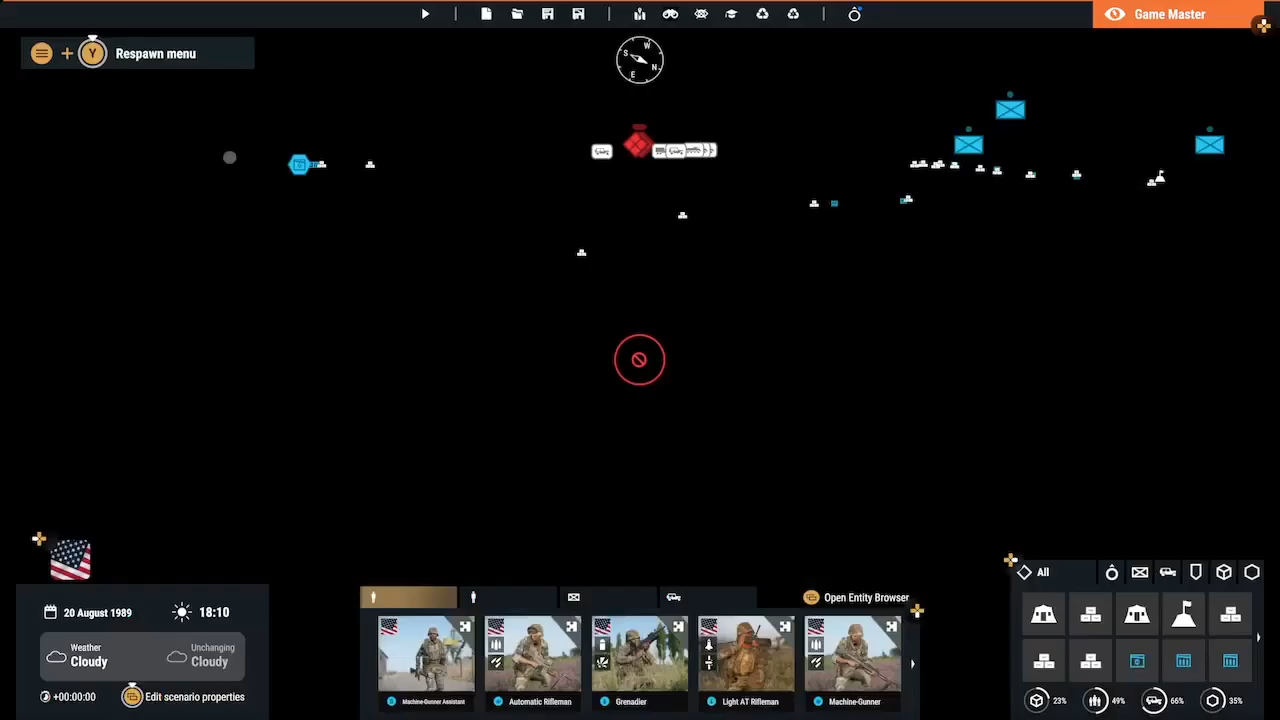 Game Master
Y Respawn menu
W
S
N
E
20 August 1989 18:10
Weather
Cloudy
Unchanging
Cloudy
+00:00:00
Edit scenario properties
Open Entity Browser
Machine-Gunner Assistant
Automatic Rifleman
Grenadier
Light AT Rifleman
Machine-Gunner
All
23% 49% 66% 35%